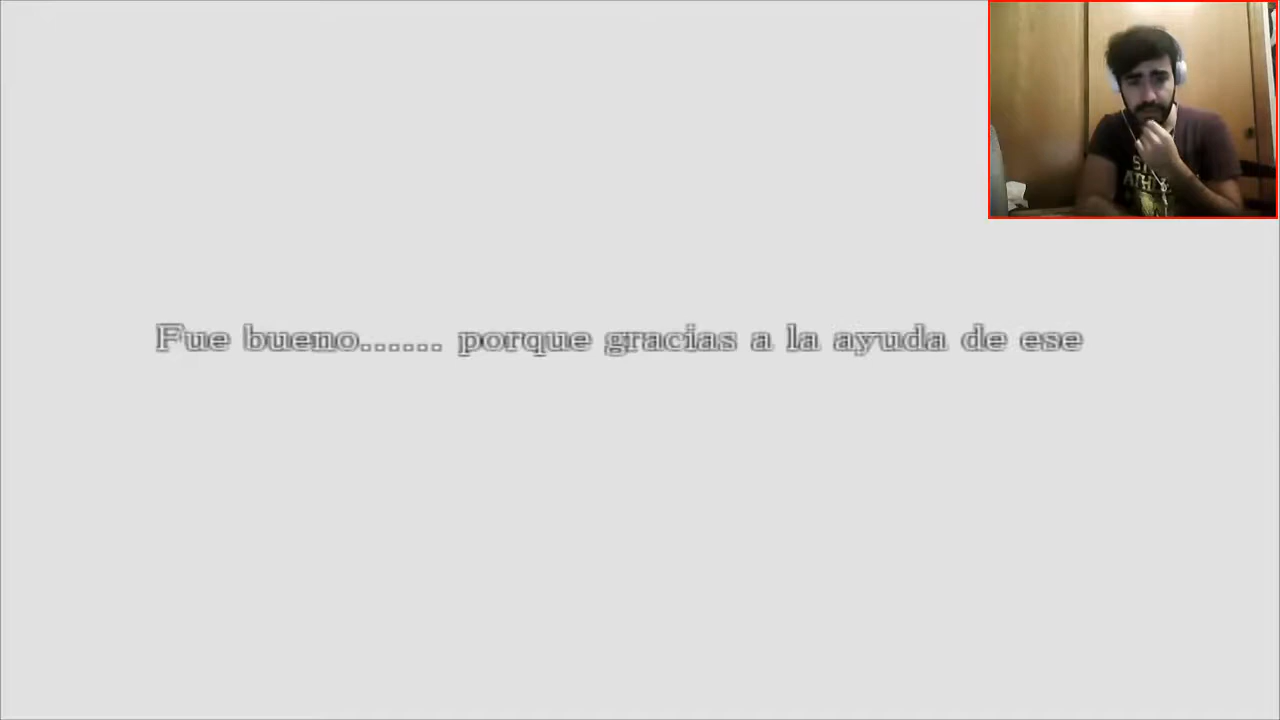 Fue bueno...... porque gracias a la ayuda de ese